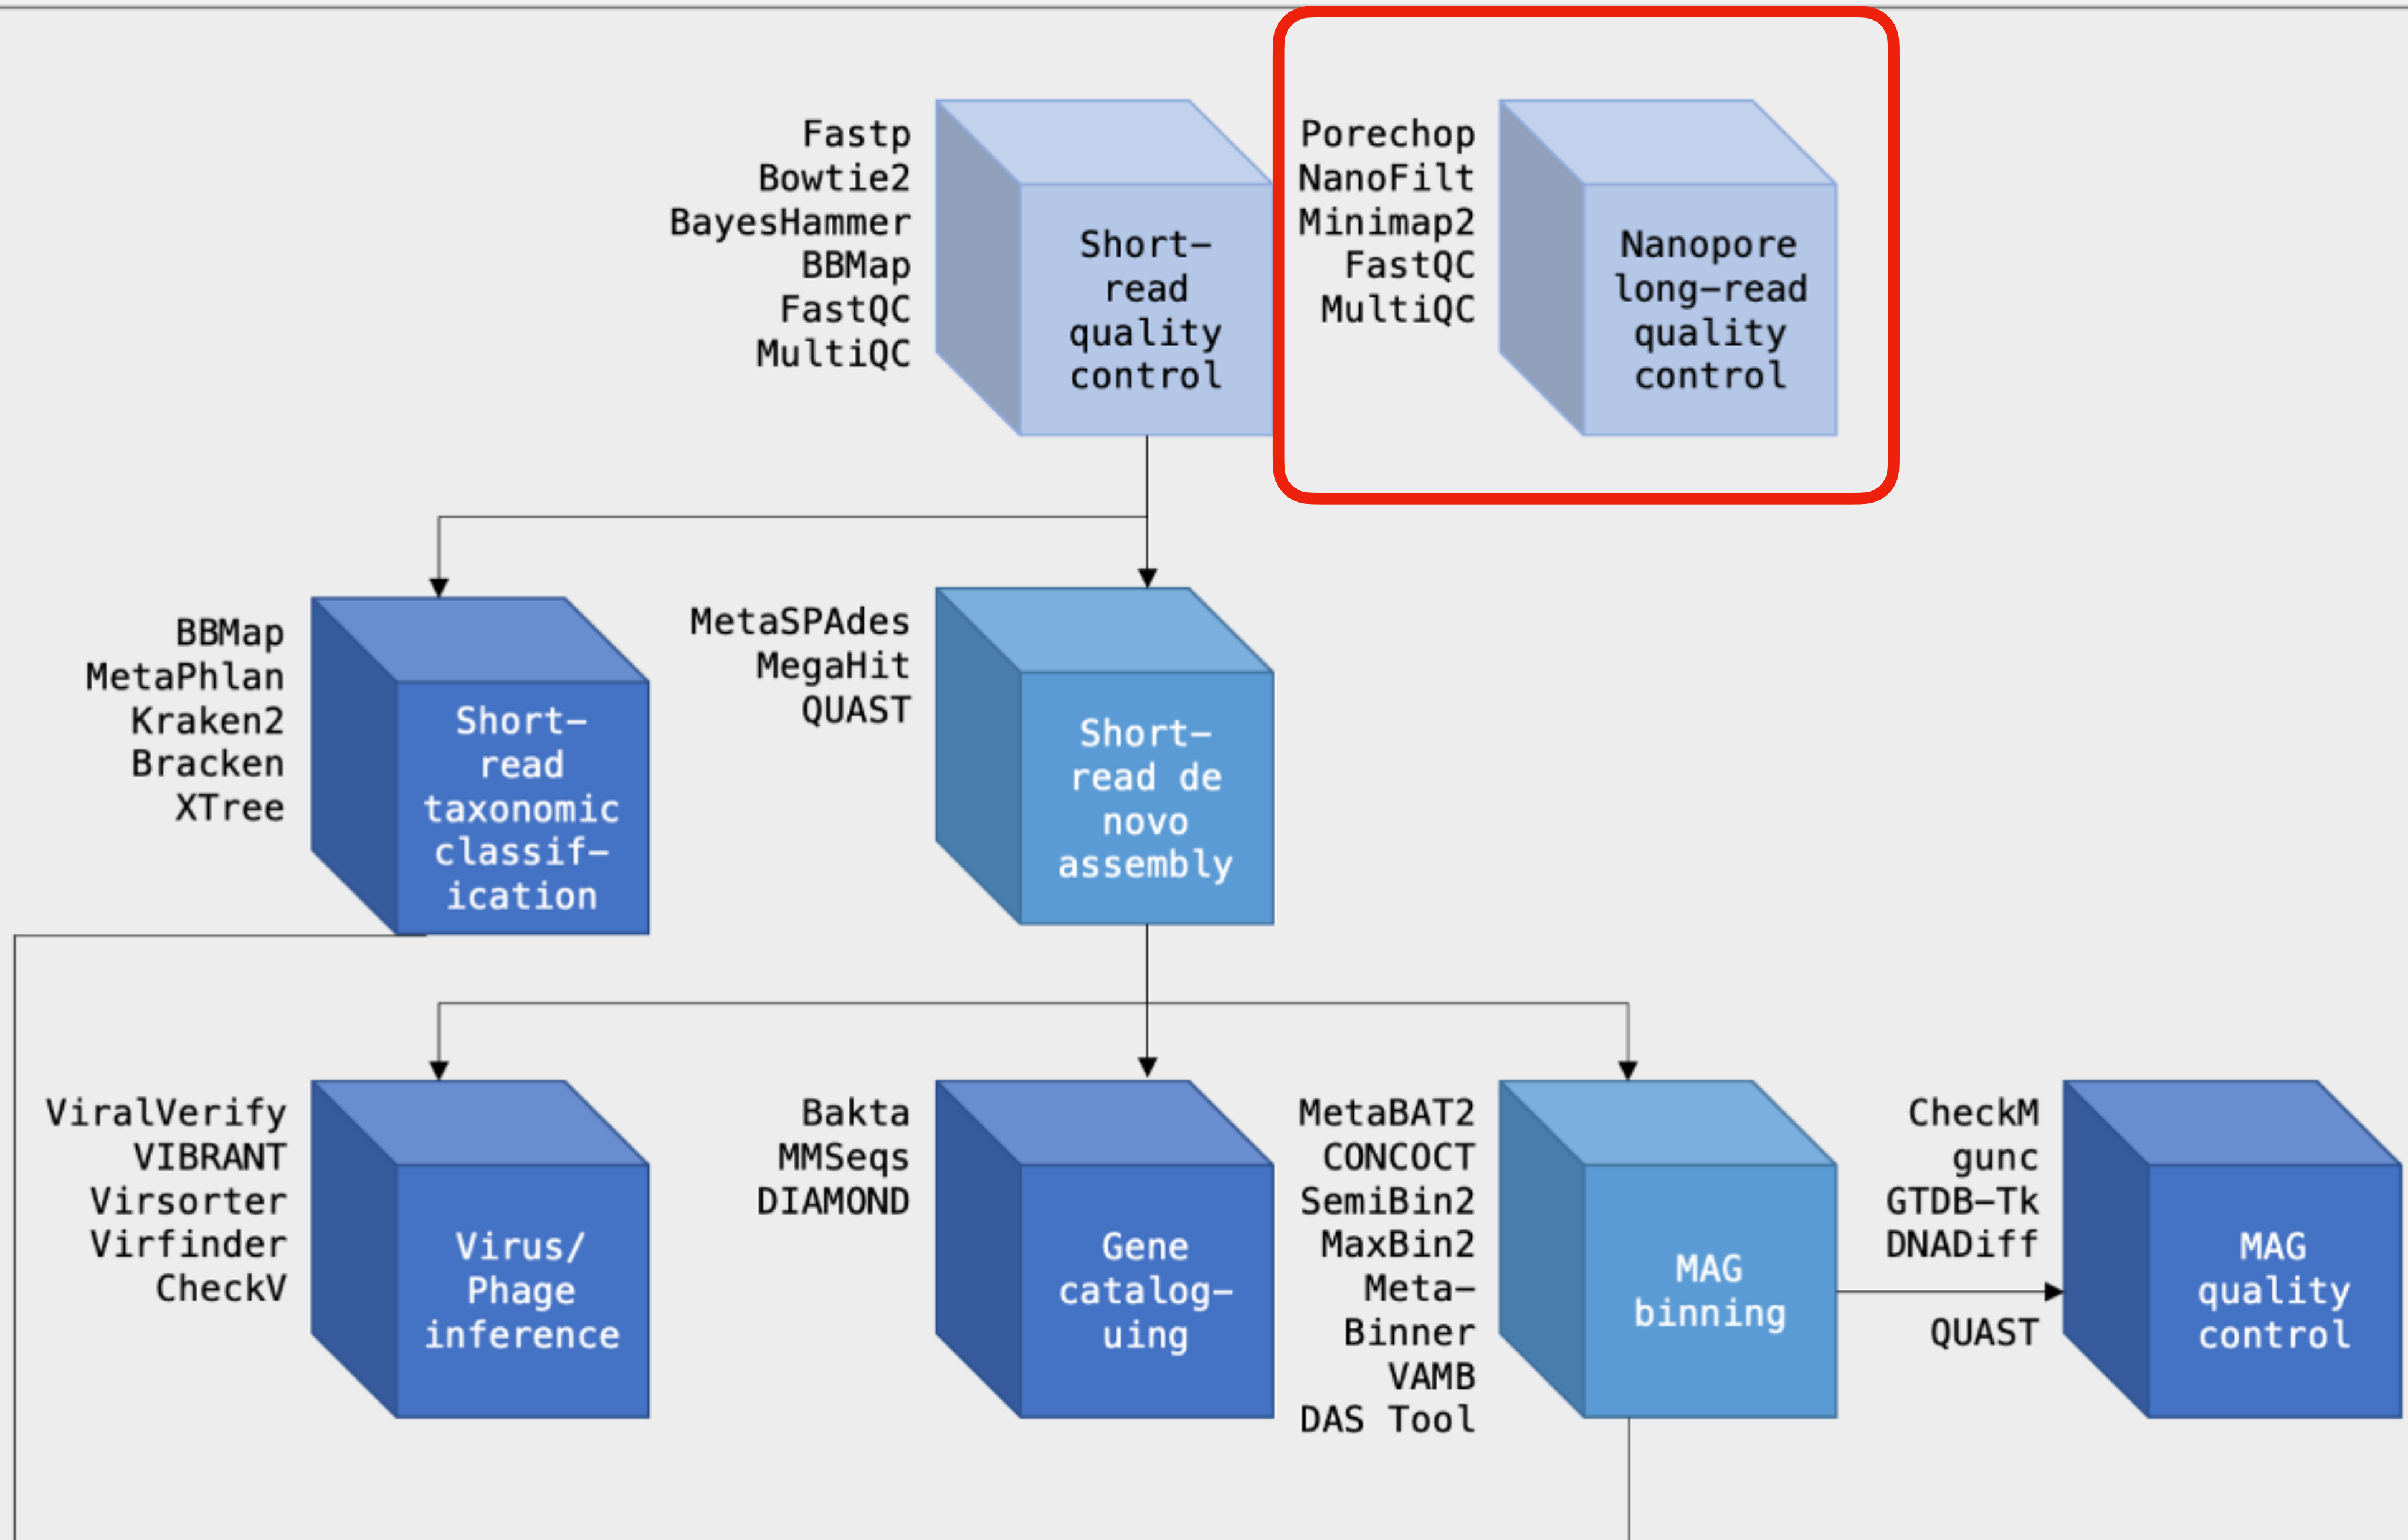 Fastp
Bowtie2
BayesHammer
BBMap
FastQC
MultiQC
Short-
read
quality
control
Porechop
NanoFilt
Minimap2
FastQC
MultiQC
Nanopore
long-read
quality
control
BBMap
MetaPhlan
Kraken2
Bracken
XTree
Short-
read
taxonomic
classif-
ication
MetaSPAdes
MegaHit
QUAST
Short-
read de
novo
assembly
ViralVerify
VIBRANT
Virsorter
Virfinder
CheckV
Virus/
Phage
inference
Bakta
MMSeqs
DIAMOND
Gene
catalog-
uing
MetaBAT2
CONCOCT
SemiBin2
MaxBin2
Meta-
Binner
VAMB
DAS Tool
MAG
binning
CheckM
gunc
GTDB-Tk
DNADiff
QUAST
MAG
quality
control